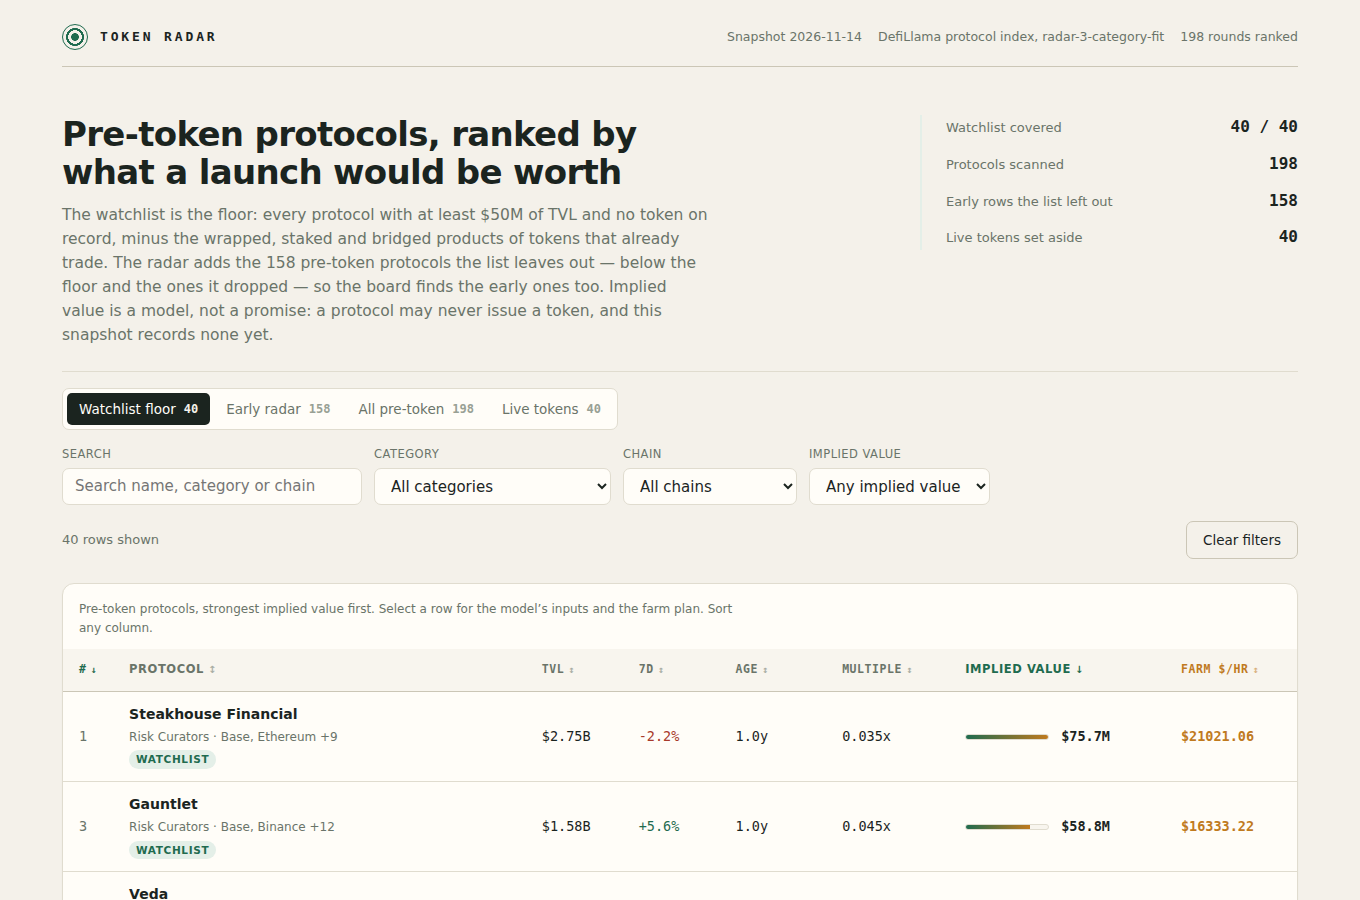 TOKEN RADAR
Snapshot 2026-11-14 DefiLlama protocol index, radar-3-category-fit 198 rounds ranked
Pre-token protocols, ranked by
what a launch would be worth
The watchlist is the floor: every protocol with at least $50M of TVL and no token on
record, minus the wrapped, staked and bridged products of tokens that already
trade. The radar adds the 158 pre-token protocols the list leaves out — below the
floor and the ones it dropped — so the board finds the early ones too. Implied
value is a model, not a promise: a protocol may never issue a token, and this
snapshot records none yet.
Watchlist covered 40 / 40
Protocols scanned 198
Early rows the list left out 158
Live tokens set aside 40
Watchlist floor 40 Early radar 158 All pre-token 198 Live tokens 40
SEARCH CATEGORY CHAIN IMPLIED VALUE
Search name, category or chain All categories All chains Any implied value
40 rows shown Clear filters
Pre-token protocols, strongest implied value first. Select a row for the model’s inputs and the farm plan. Sort
any column.
# ↓ PROTOCOL ↕ TVL ↕ 7D ↕ AGE ↕ MULTIPLE ↕ IMPLIED VALUE ↓ FARM $/HR ↕
Steakhouse Financial
1 Risk Curators · Base, Ethereum +9 $2.75B -2.2% 1.0y 0.035x $75.7M $21021.06
WATCHLIST
Gauntlet
3 Risk Curators · Base, Binance +12 $1.58B +5.6% 1.0y 0.045x $58.8M $16333.22
WATCHLIST
Veda